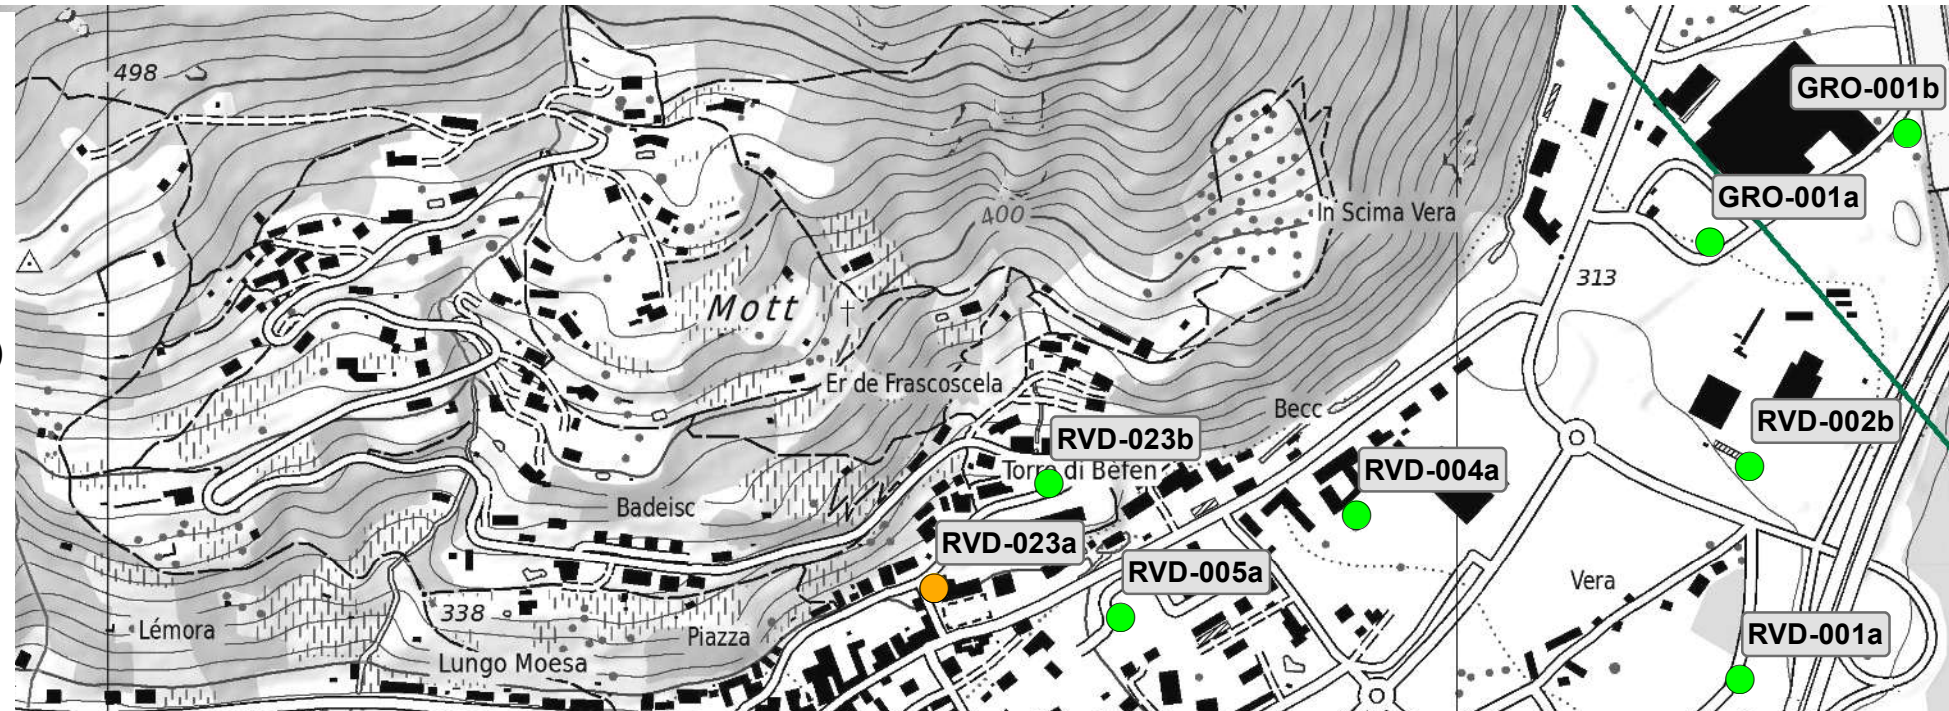 498
GRO-001b
GRO-001a
In Scima Vera
400
313
Mott
Er de Frascoscela
Becc
RVD-002b
RVD-023b
Torre di Bèfen
RVD-004a
Badeisc
RVD-023a
RVD-005a
Vera
338
Lémora
Piazza
RVD-001a
Lungo Moesa
)